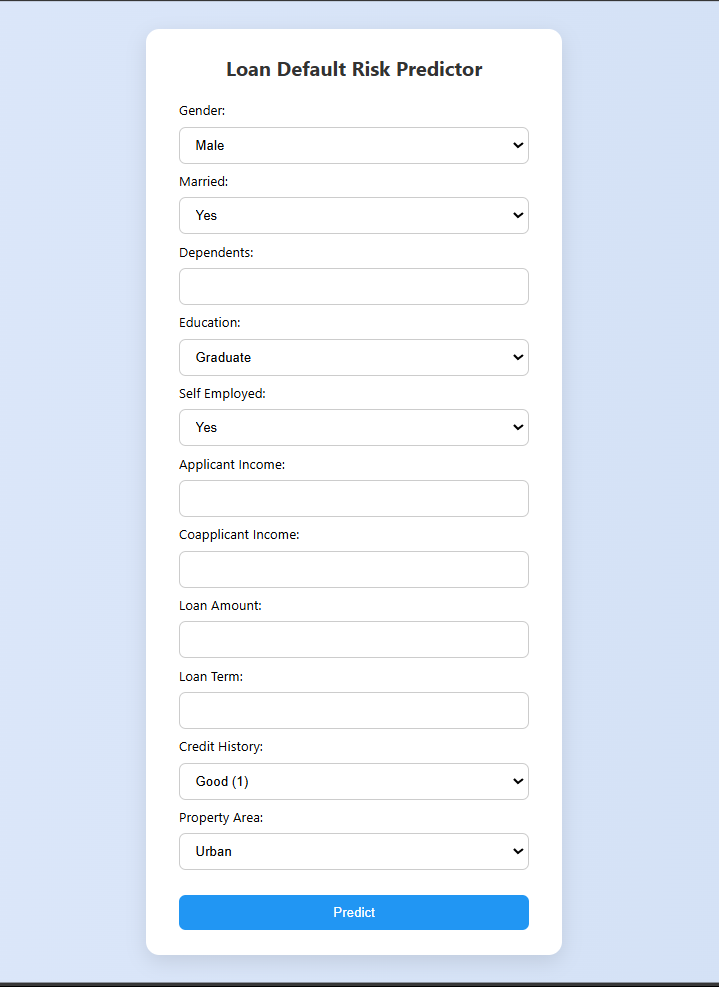 Loan Default Risk Predictor
Gender:
Male
Married:
Yes
Dependents:
Education:
Graduate
Self Employed:
Yes
Applicant Income:
Coapplicant Income:
Loan Amount:
Loan Term:
Credit History:
Good (1)
Property Area:
Urban
Predict